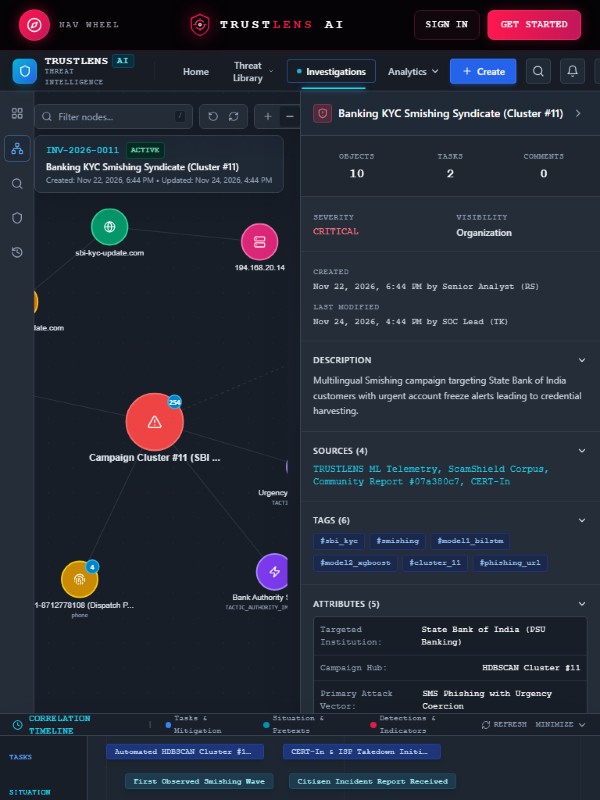 NAV WHEEL
TRUSTLENS AI
SIGN IN
GET STARTED
TRUSTLENS AI
THREAT
INTELLIGENCE
Home
Threat
Library
Investigations
Analytics
+ Create
Filter nodes...
/
INV-2026-0011 ACTIVE
Banking KYC Smishing Syndicate (Cluster #11)
Created: Nov 22, 2026, 6:44 PM • Updated: Nov 24, 2026, 4:44 PM
sbi-kyc-update.com
194.168.20.14
date.com
254
Campaign Cluster #11 (SBI ...
Urgency
TACTI
4
1-8712778108 (Dispatch P...
phone
Bank Authority S
TACTIC_AUTHORITY_IM
Banking KYC Smishing Syndicate (Cluster #11)
OBJECTS
10
TASKS
2
COMMENTS
0
SEVERITY
CRITICAL
VISIBILITY
Organization
CREATED
Nov 22, 2026, 6:44 PM by Senior Analyst (RS)
LAST MODIFIED
Nov 24, 2026, 4:44 PM by SOC Lead (TK)
DESCRIPTION
Multilingual Smishing campaign targeting State Bank of India
customers with urgent account freeze alerts leading to credential
harvesting.
SOURCES (4)
TRUSTLENS ML Telemetry, ScamShield Corpus,
Community Report #07a380c7, CERT-In
TAGS (6)
#sbi_kyc #smishing #model1_bilstm
#model2_xgboost #cluster_11 #phishing_url
ATTRIBUTES (5)
Targeted
Institution:
State Bank of India (PSU
Banking)
Campaign Hub:
HDBSCAN Cluster #11
Primary Attack
Vector:
SMS Phishing with Urgency
Coercion
CORRELATION
TIMELINE
Tasks &
Mitigation
Situation &
Pretexts
Detections &
Indicators
REFRESH
MINIMIZE
TASKS
Automated HDBSCAN Cluster #1...
CERT-In & ISP Takedown Initi...
SITUATION
First Observed Smishing Wave
Citizen Incident Report Received